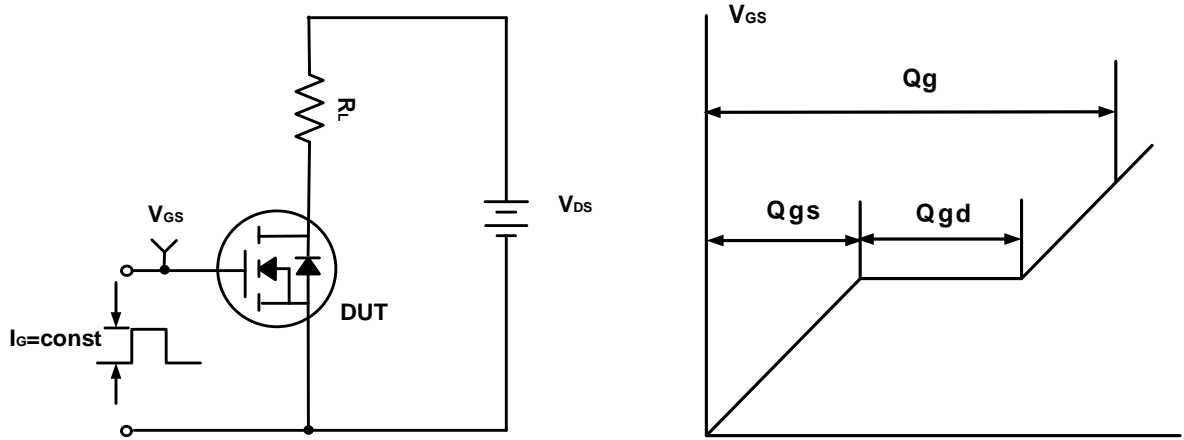 RL
VDS
VGS
DUT
IG=const
VGS
Qg
Qgs
Qgd